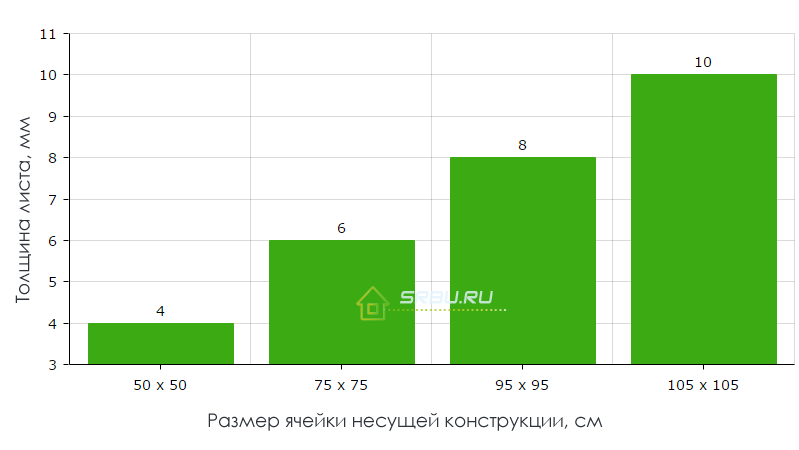 11
10
9
8
7
6
5
4
3
Толщина листа, мм
4
6
8
10
SRBU.RU
50 x 50
75 x 75
95 x 95
105 x 105
Размер ячейки несущей конструкции, см